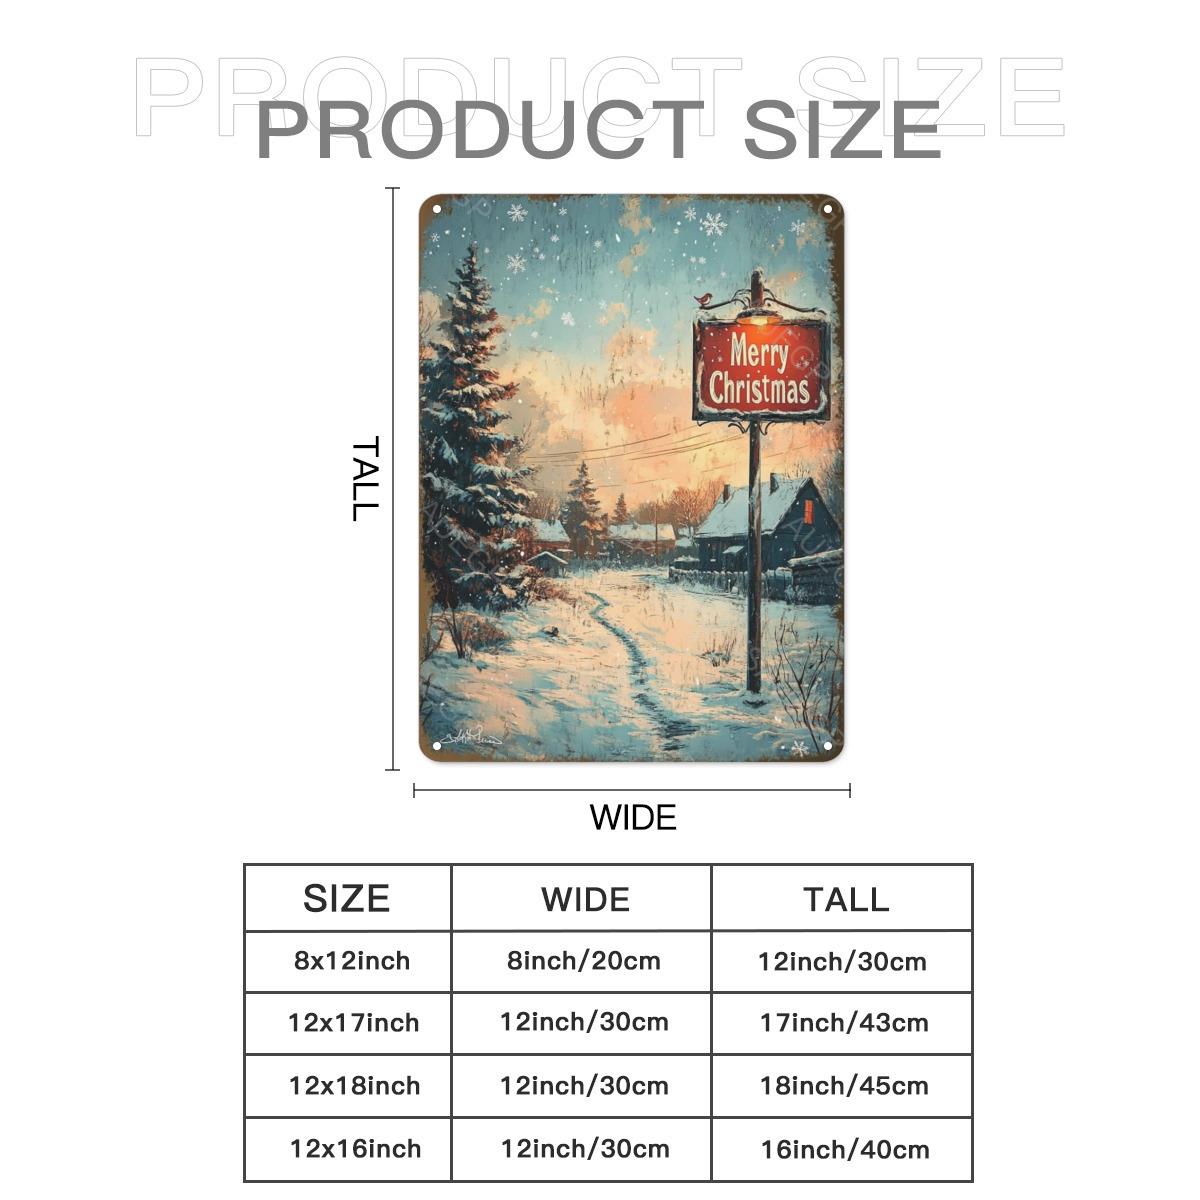 PRODUCT SIZE
PRODUCT SIZE
Merry
Christmas
TALL
WIDE
SIZE WIDE TALL
8x12inch 8inch/20cm 12inch/30cm
12x17inch 12inch/30cm 17inch/43cm
12x18inch 12inch/30cm 18inch/45cm
12x16inch 12inch/30cm 16inch/40cm